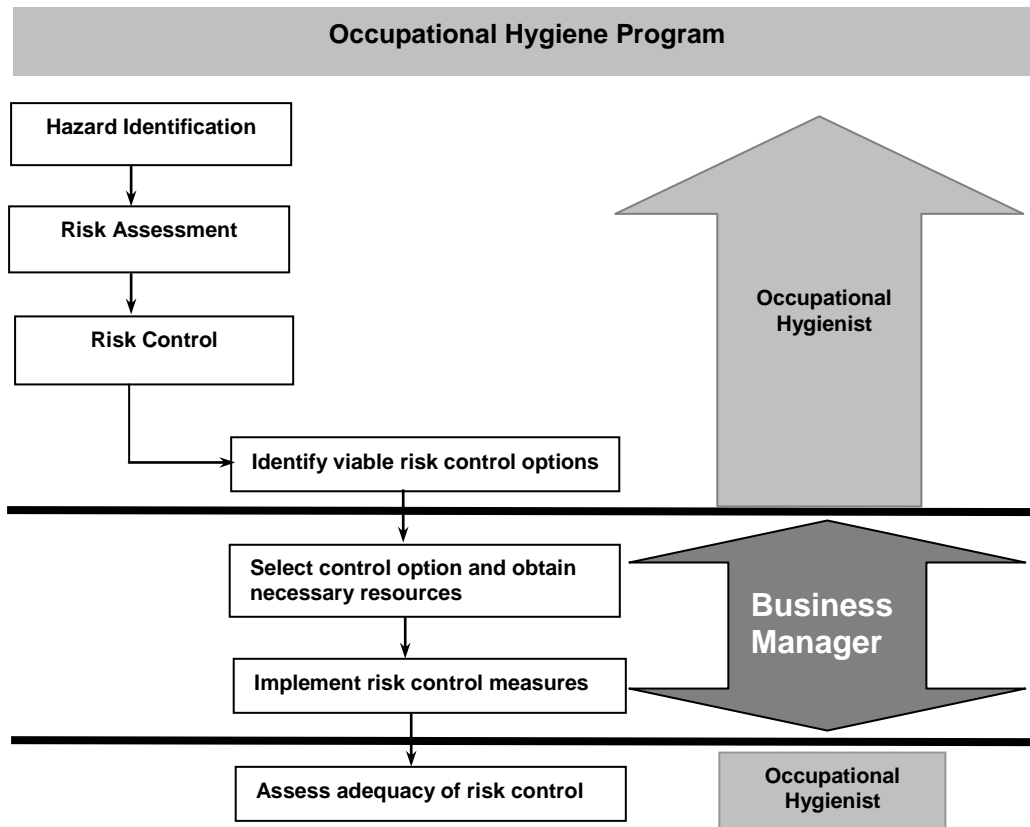 Occupational Hygiene Program
Hazard Identification
Risk Assessment
Risk Control
Occupational
Hygienist
Identify viable risk control options
Select control option and obtain
necessary resources
Business
Manager
Implement risk control measures
Assess adequacy of risk control
Occupational
Hygienist